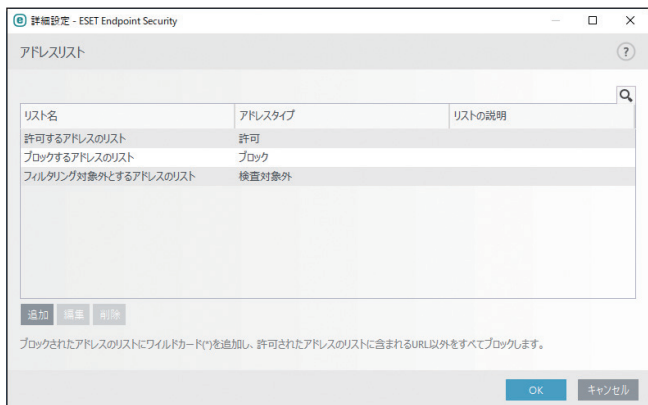 詳細設定 - ESET Endpoint Security
アドレスリスト
?
リスト名 アドレスタイプ リストの説明
許可するアドレスのリスト 許可
ブロックするアドレスのリスト ブロック
フィルタリング対象外とするアドレスのリスト 検査対象外
追加 編集 削除
ブロックされたアドレスのリストにワイルドカード(*)を追加し、許可されたアドレスのリストに含まれるURL以外をすべてブロックします。
OK キャンセル